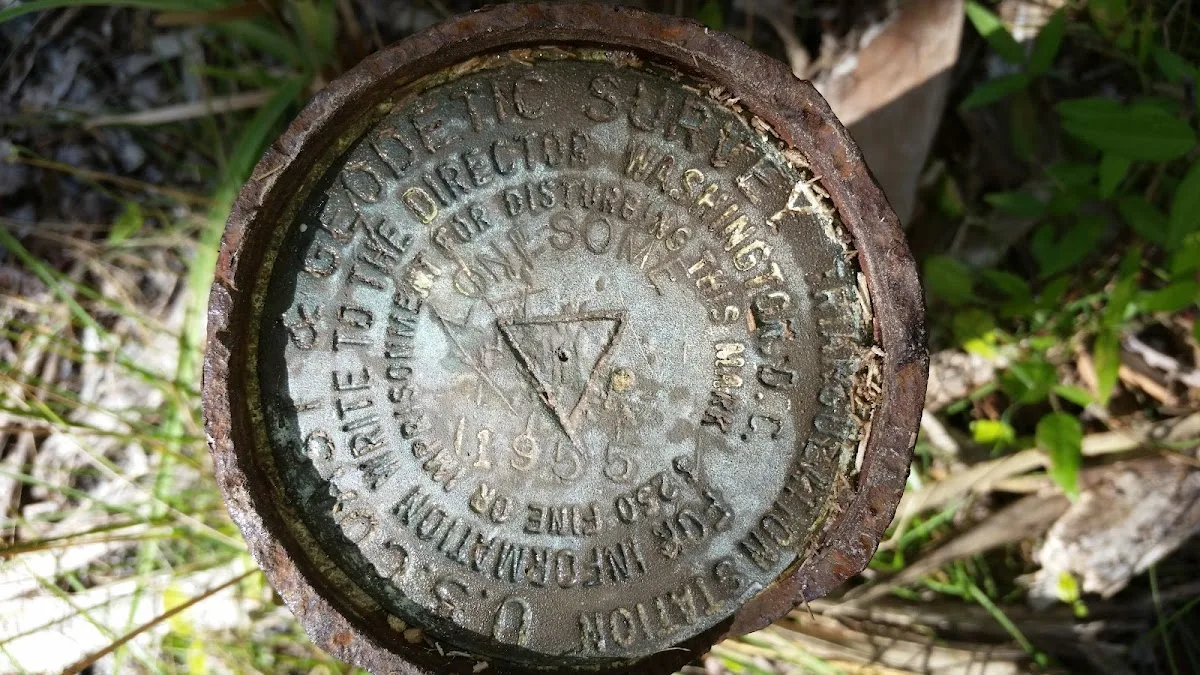 U.S. COAST & GEODETIC SURVEY
TRIANGULATION STATION
FOR INFORMATION WRITE TO THE DIRECTOR WASHINGTON, D.C.
$250 FINE OR IMPRISONMENT FOR DISTURBING THIS MARK
1955